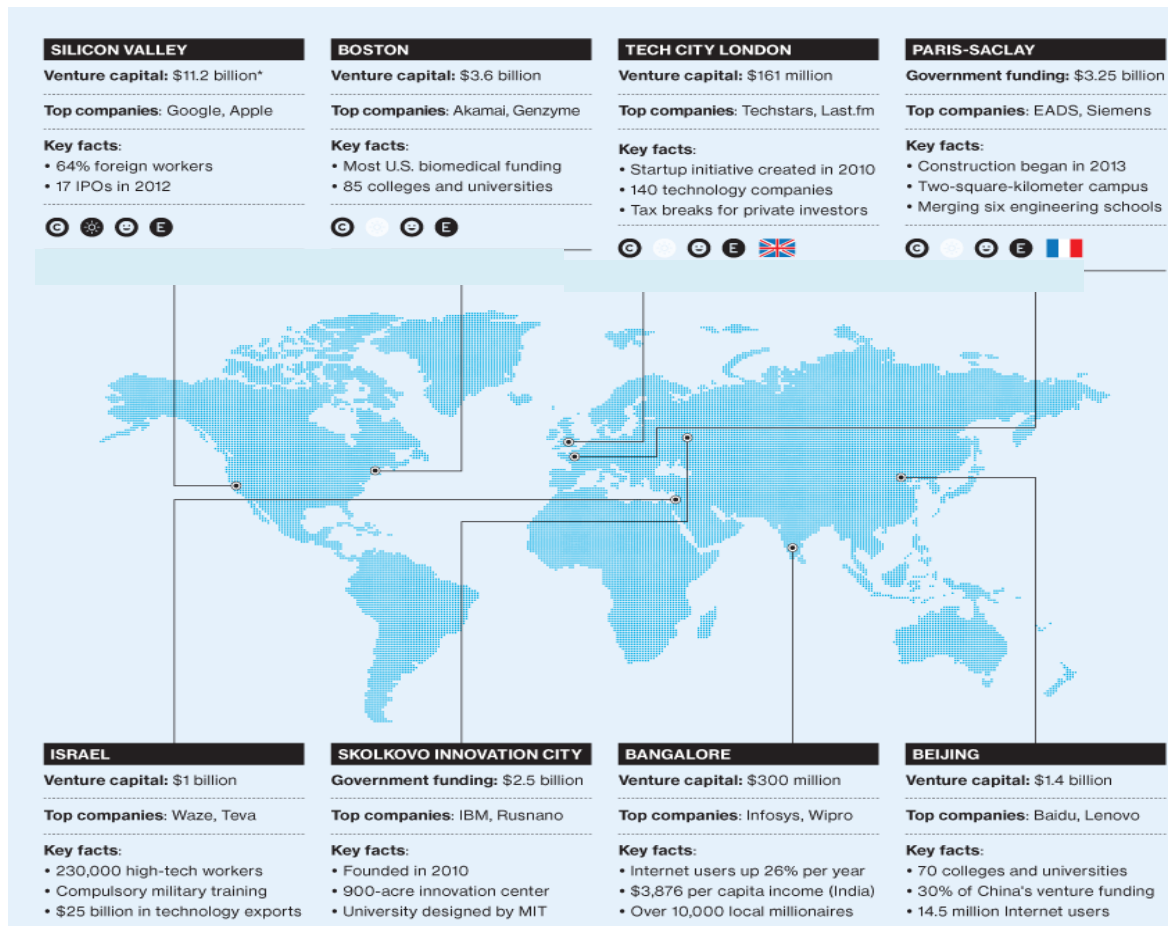 SILICON VALLEY
Venture capital: $11.2 billion*
Top companies: Google, Apple
Key facts:
• 64% foreign workers
• 17 IPOs in 2012
C E
BOSTON
Venture capital: $3.6 billion
Top companies: Akamai, Genzyme
Key facts:
• Most U.S. biomedical funding
• 85 colleges and universities
C E
TECH CITY LONDON
Venture capital: $161 million
Top companies: Techstars, Last.fm
Key facts:
• Startup initiative created in 2010
• 140 technology companies
• Tax breaks for private investors
C E
PARIS-SACLAY
Government funding: $3.25 billion
Top companies: EADS, Siemens
Key facts:
• Construction began in 2013
• Two-square-kilometer campus
• Merging six engineering schools
C E
ISRAEL
Venture capital: $1 billion
Top companies: Waze, Teva
Key facts:
• 230,000 high-tech workers
• Compulsory military training
• $25 billion in technology exports
SKOLKOVO INNOVATION CITY
Government funding: $2.5 billion
Top companies: IBM, Rusnano
Key facts:
• Founded in 2010
• 900-acre innovation center
• University designed by MIT
BANGALORE
Venture capital: $300 million
Top companies: Infosys, Wipro
Key facts:
• Internet users up 26% per year
• $3,876 per capita income (India)
• Over 10,000 local millionaires
BEIJING
Venture capital: $1.4 billion
Top companies: Baidu, Lenovo
Key facts:
• 70 colleges and universities
• 30% of China's venture funding
• 14.5 million Internet users